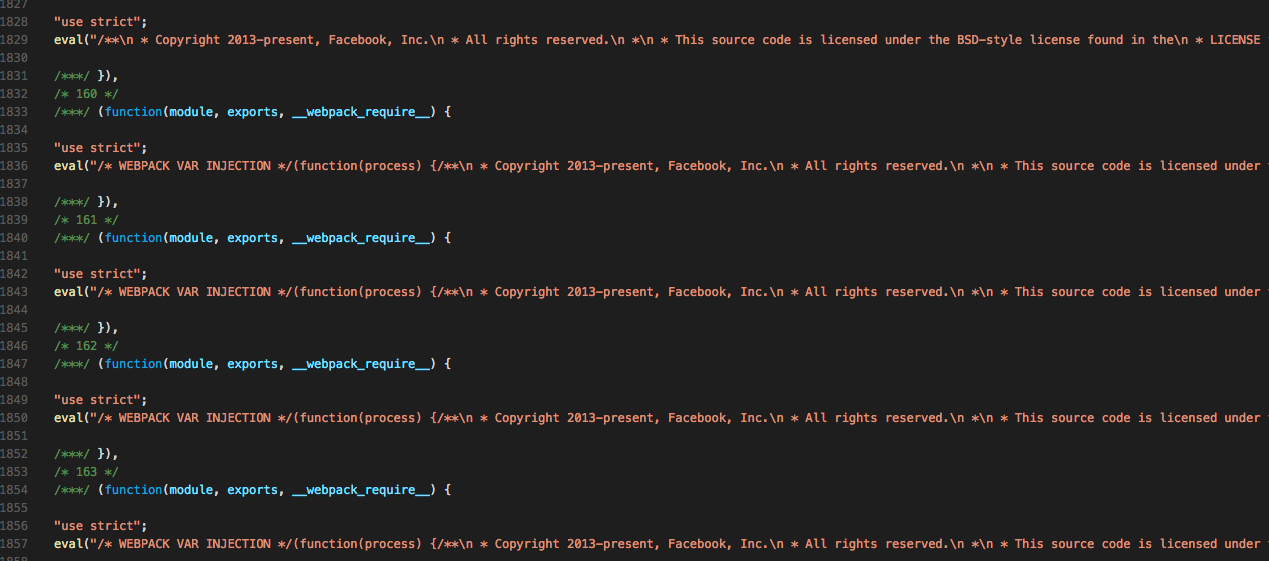 1827
1828 "use strict";
1829 eval("/**\n * Copyright 2013-present, Facebook, Inc.\n * All rights reserved.\n *\n * This source code is licensed under the BSD-style license found in the\n * LICENSE
1830
1831 /***/ }),
1832 /* 160 */
1833 /***/ (function(module, exports, __webpack_require__) {
1834
1835 "use strict";
1836 eval("/* WEBPACK VAR INJECTION */(function(process) {/**\n * Copyright 2013-present, Facebook, Inc.\n * All rights reserved.\n *\n * This source code is licensed under
1837
1838 /***/ }),
1839 /* 161 */
1840 /***/ (function(module, exports, __webpack_require__) {
1841
1842 "use strict";
1843 eval("/* WEBPACK VAR INJECTION */(function(process) {/**\n * Copyright 2013-present, Facebook, Inc.\n * All rights reserved.\n *\n * This source code is licensed under
1844
1845 /***/ }),
1846 /* 162 */
1847 /***/ (function(module, exports, __webpack_require__) {
1848
1849 "use strict";
1850 eval("/* WEBPACK VAR INJECTION */(function(process) {/**\n * Copyright 2013-present, Facebook, Inc.\n * All rights reserved.\n *\n * This source code is licensed under
1851
1852 /***/ }),
1853 /* 163 */
1854 /***/ (function(module, exports, __webpack_require__) {
1855
1856 "use strict";
1857 eval("/* WEBPACK VAR INJECTION */(function(process) {/**\n * Copyright 2013-present, Facebook, Inc.\n * All rights reserved.\n *\n * This source code is licensed under
1858